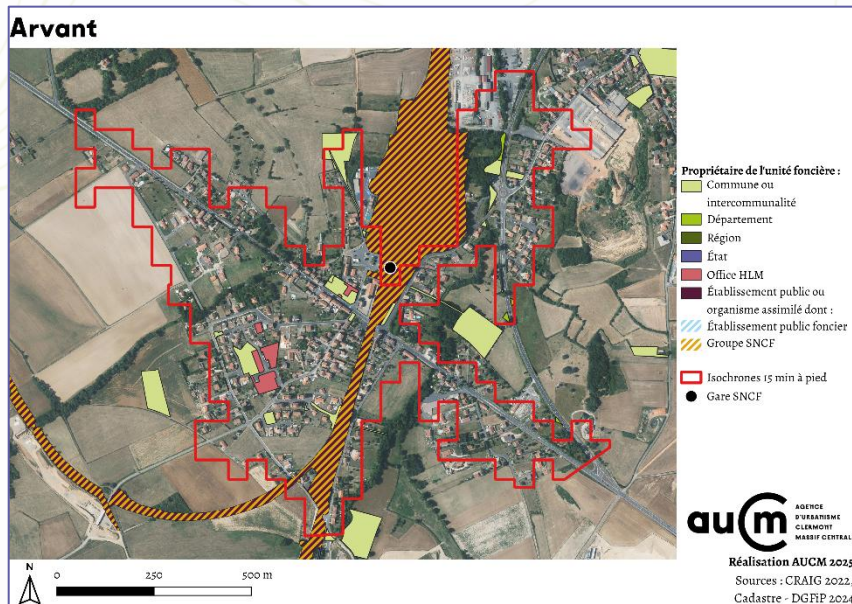 Arvant
Propriétaire de l'unité foncière :
Commune ou
intercommunalité
Département
Région
État
Office HLM
Établissement public ou
organisme assimilé dont :
Établissement public foncier
Groupe SNCF
Isochrones 15 min à pied
Gare SNCF
auCm
AGENCE
D'URBANISME
CLERMONT
MASSIF CENTRAL
Réalisation AUCM 2025
Sources : CRAIG 2022,
Cadastre - DGFiP 2024
N
0 250 500 m